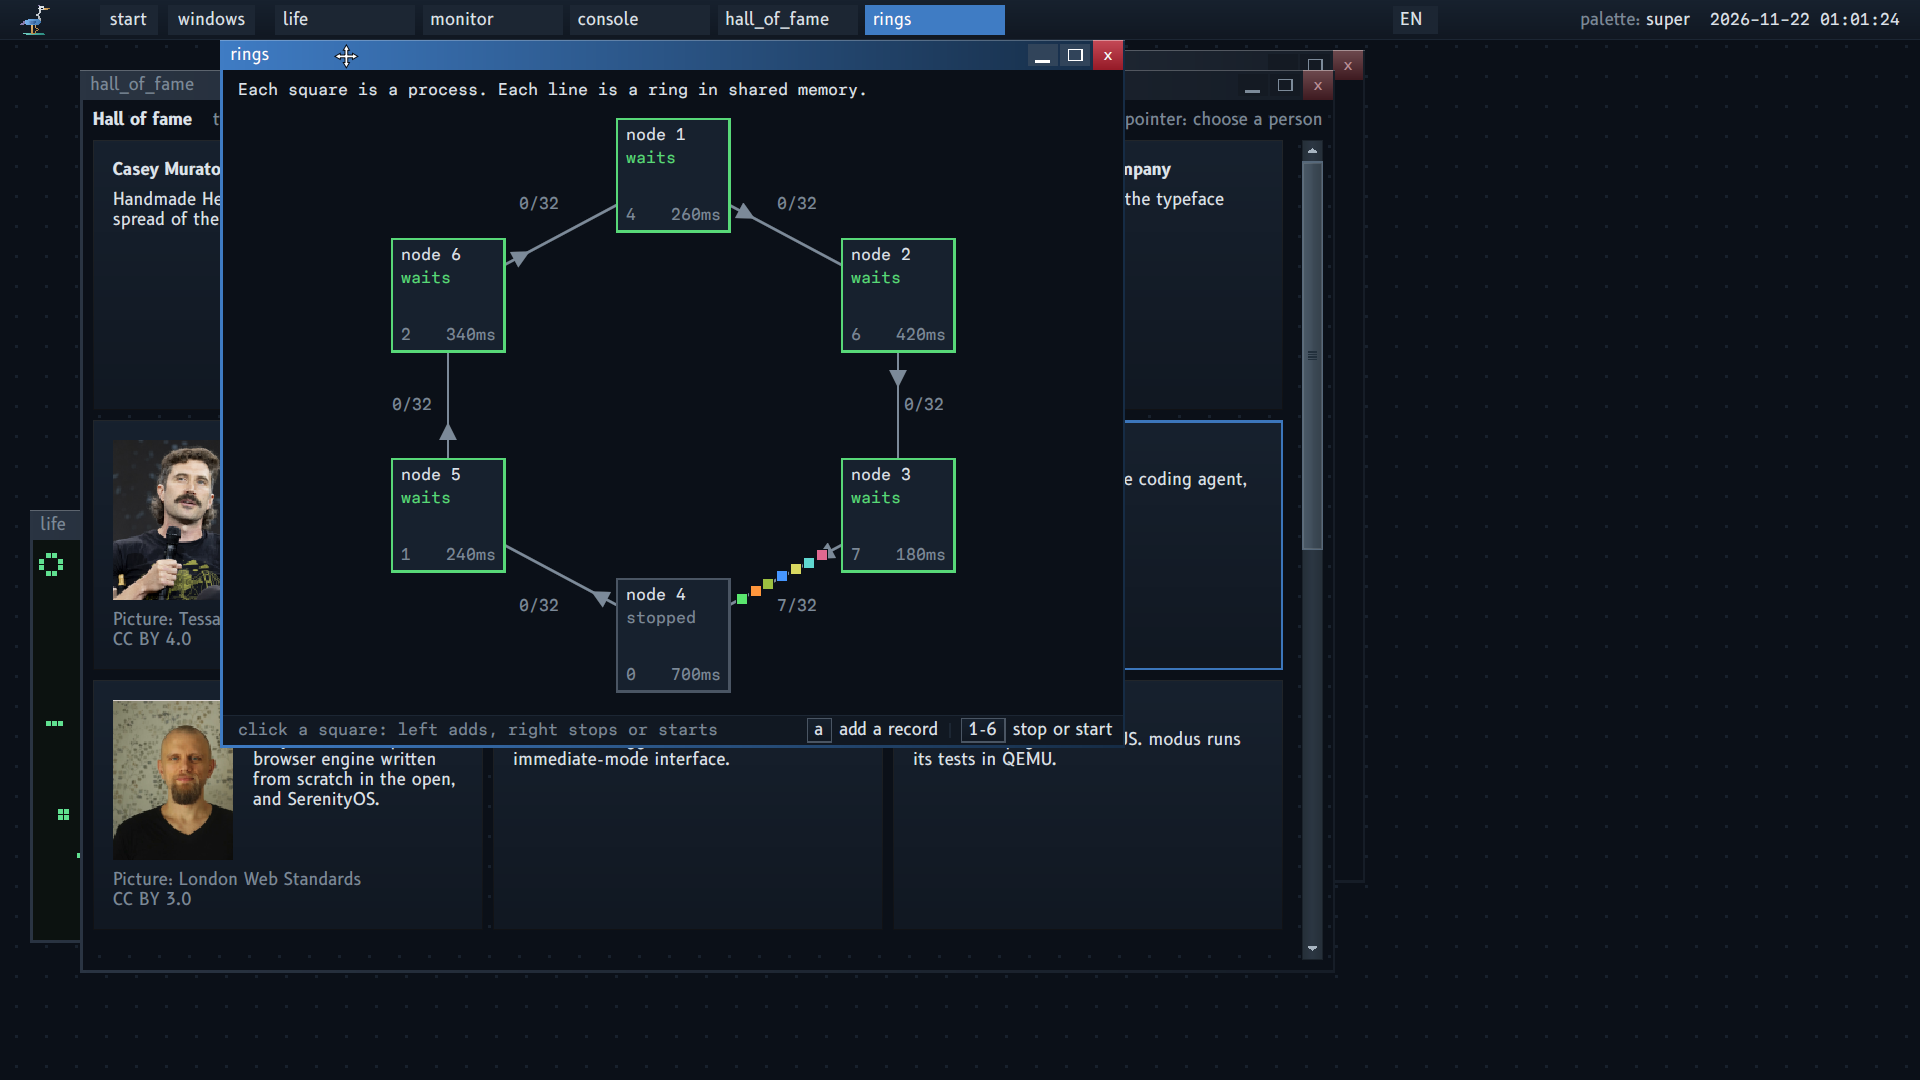 start windows life monitor console hall_of_fame rings EN palette: super 2026-11-22 01:01:24
rings
x
x
hall_of_fame
x
Each square is a process. Each line is a ring in shared memory.
Hall of fame
pointer: choose a person
node 1
waits
4 260ms
0/32
0/32
Casey Murato
Handmade He
spread of the
mpany
the typeface
node 6
waits
2 340ms
node 2
waits
6 420ms
0/32
0/32
node 5
waits
1 240ms
node 3
waits
7 180ms
e coding agent,
life
node 4
stopped
0 700ms
0/32
7/32
Picture: Tessa
CC BY 4.0
click a square: left adds, right stops or starts a add a record 1-6 stop or start
browser engine written
from scratch in the open,
and SerenityOS.
immediate-mode interface.
JS. modus runs
its tests in QEMU.
Picture: London Web Standards
CC BY 3.0